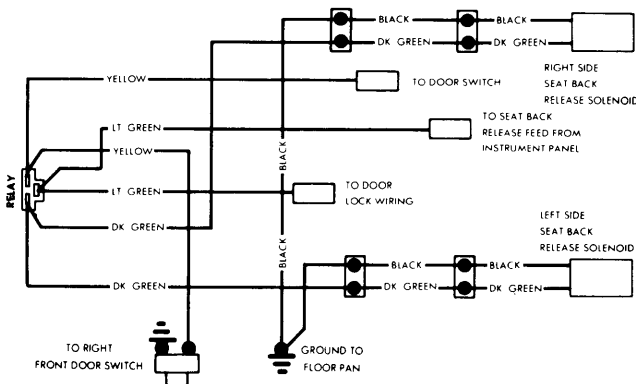 BLACK BLACK
DK GREEN DK GREEN
RIGHT SIDE
SEAT BACK
RELEASE SOLENOID
YELLOW
TO DOOR SWITCH
LT GREEN
TO SEAT BACK
RELEASE FEED FROM
INSTRUMENT PANEL
YELLOW
BLACK
RELAY
LT GREEN
TO DOOR
LOCK WIRING
DK GREEN
BLACK
LEFT SIDE
SEAT BACK
RELEASE SOLENOID
BLACK BLACK
DK GREEN DK GREEN
DK GREEN
TO RIGHT
FRONT DOOR SWITCH
GROUND TO
FLOOR PAN